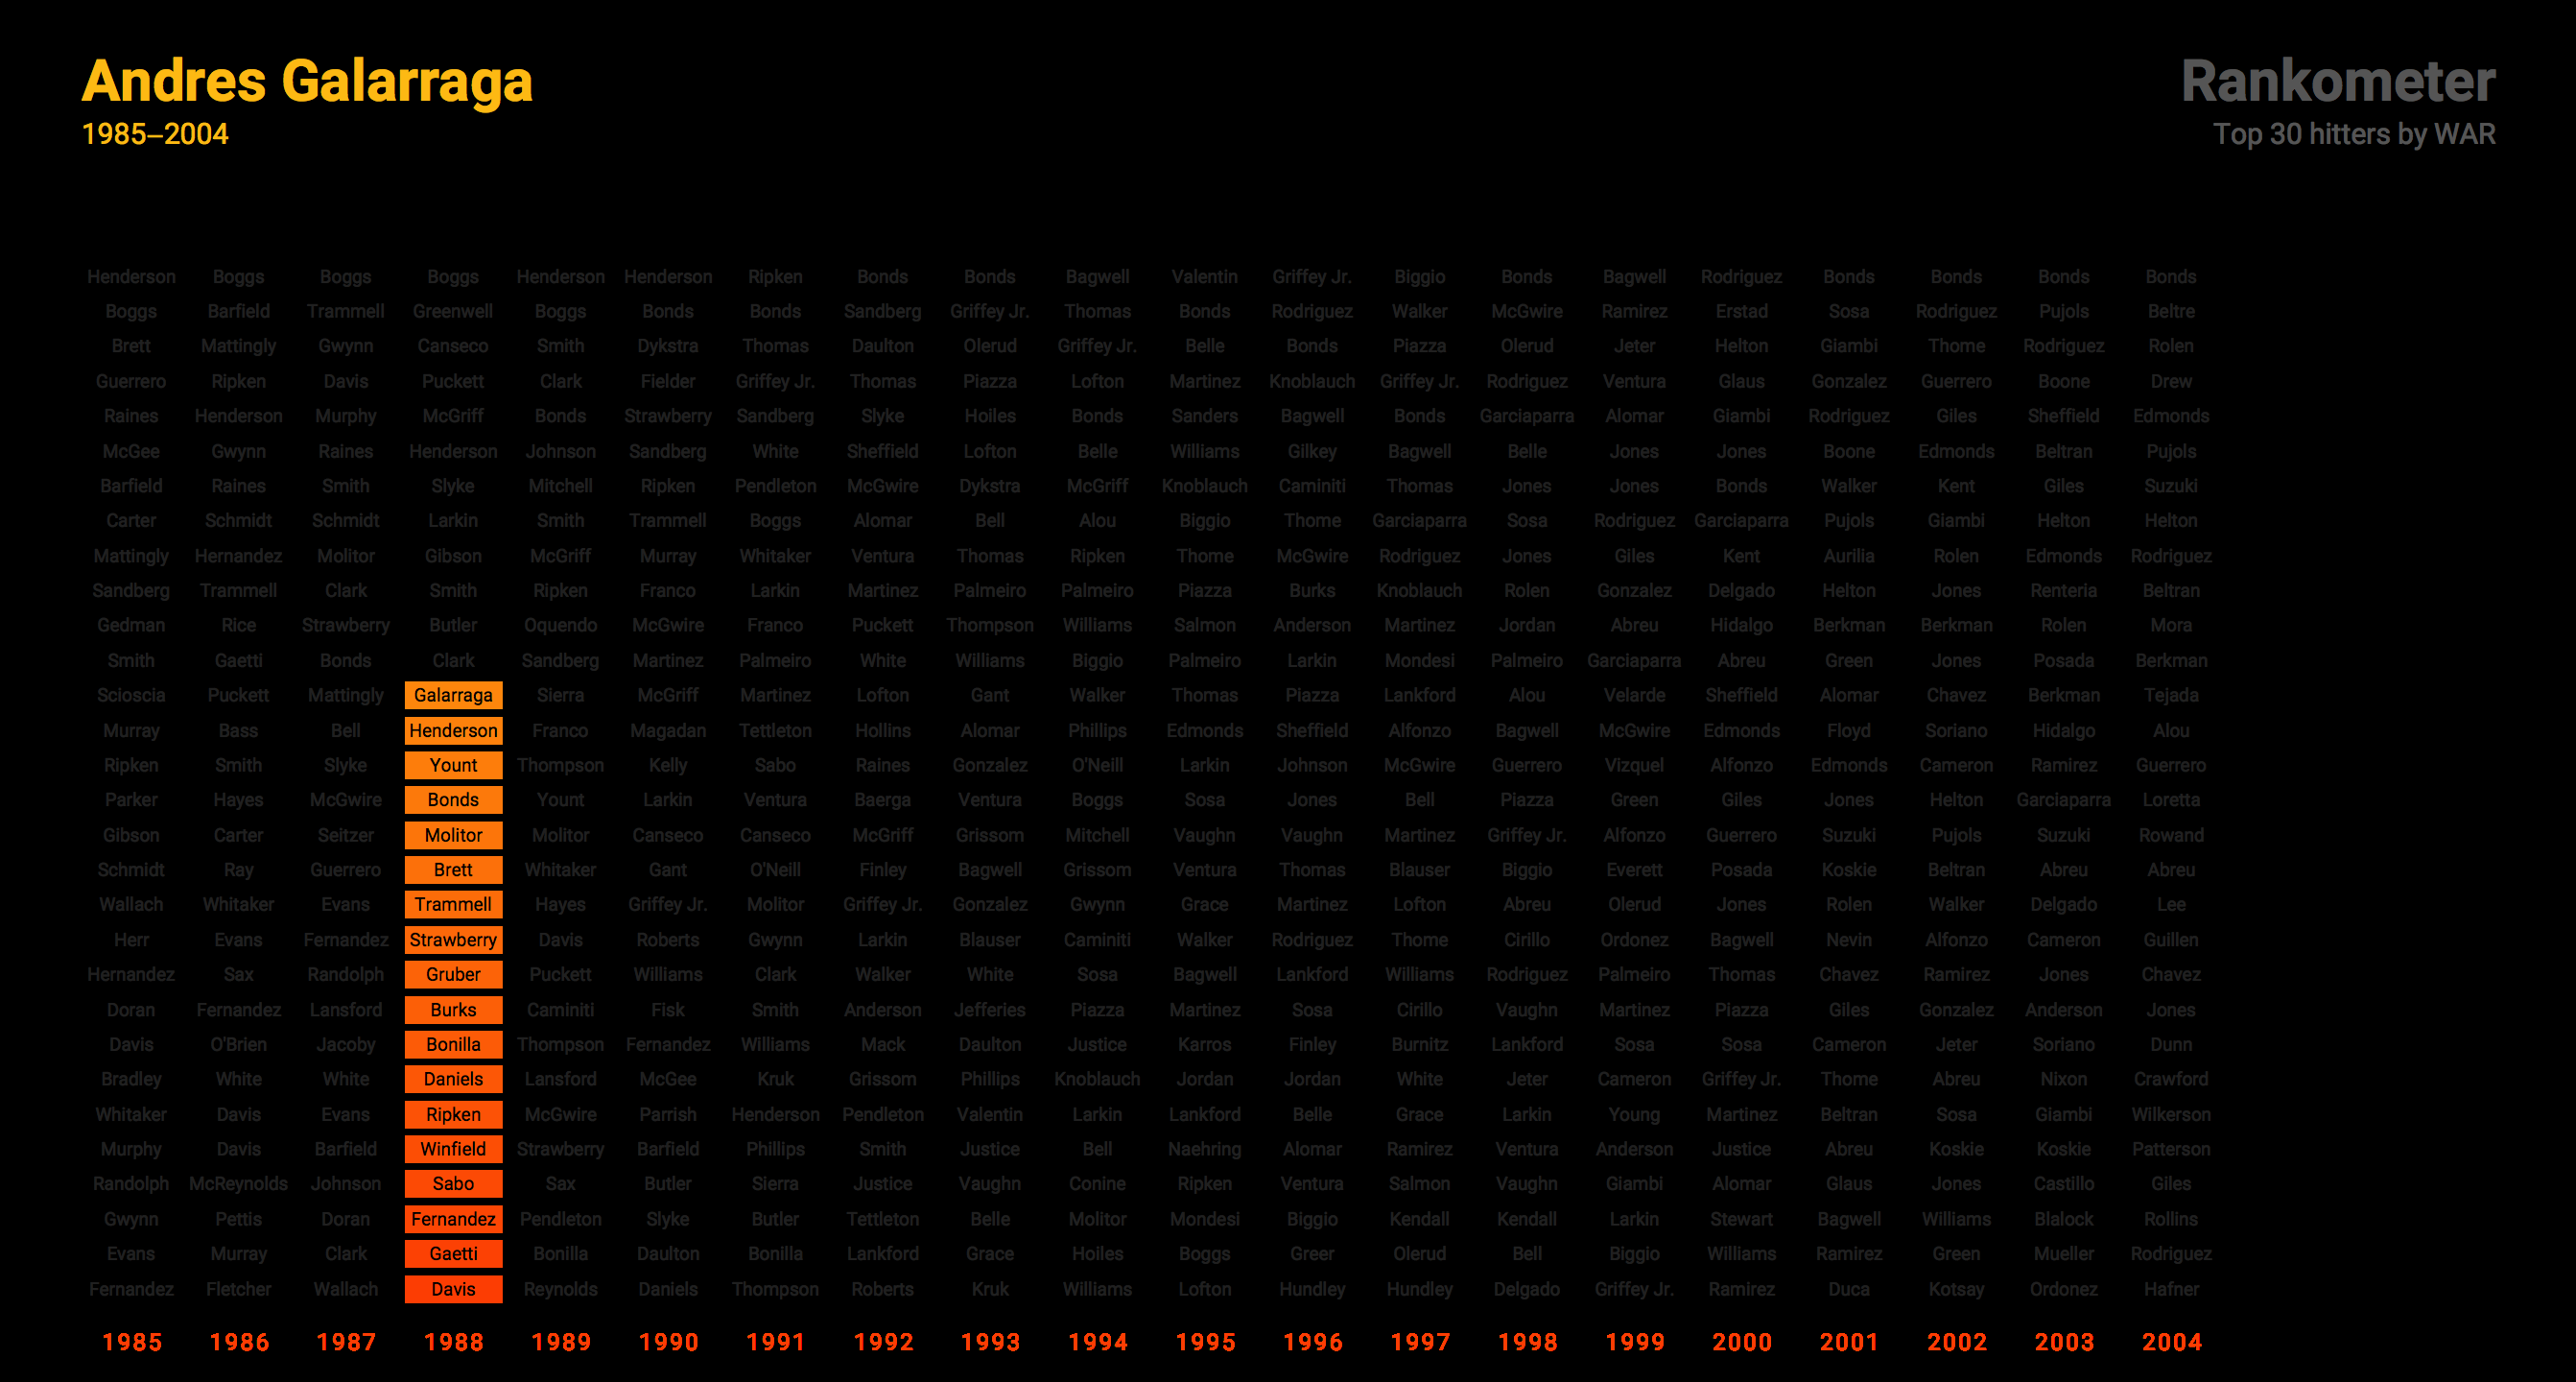 Andres Galarraga
1985–2004
Rankometer
Top 30 hitters by WAR
Henderson Boggs Boggs Boggs Henderson Henderson Ripken Bonds Bonds Bagwell Valentin Griffey Jr. Biggio Bonds Bagwell Rodriguez Bonds Bonds Bonds Bonds
Boggs Barfield Trammell Greenwell Boggs Bonds Bonds Sandberg Griffey Jr. Thomas Bonds Rodriguez Walker McGwire Ramirez Erstad Sosa Rodriguez Pujols Beltre
Brett Mattingly Gwynn Canseco Smith Dykstra Thomas Daulton Olerud Griffey Jr. Belle Bonds Piazza Olerud Jeter Helton Giambi Thome Rodriguez Rolen
Guerrero Ripken Davis Puckett Clark Fielder Griffey Jr. Thomas Piazza Lofton Martinez Knoblauch Griffey Jr. Rodriguez Ventura Glaus Gonzalez Guerrero Boone Drew
Raines Henderson Murphy McGriff Bonds Strawberry Sandberg Slyke Hoiles Bonds Sanders Bagwell Bonds Garciaparra Alomar Giambi Rodriguez Giles Sheffield Edmonds
McGee Gwynn Raines Henderson Johnson Sandberg White Sheffield Lofton Belle Williams Gilkey Bagwell Belle Jones Jones Boone Edmonds Beltran Pujols
Barfield Raines Smith Slyke Mitchell Ripken Pendleton McGwire Dykstra McGriff Knoblauch Caminiti Thomas Jones Jones Bonds Walker Kent Giles Suzuki
Carter Schmidt Schmidt Larkin Smith Trammell Boggs Alomar Bell Alou Biggio Thome Garciaparra Sosa Rodriguez Garciaparra Pujols Giambi Helton Helton
Mattingly Hernandez Molitor Gibson McGriff Murray Whitaker Ventura Thomas Ripken Thome McGwire Rodriguez Jones Giles Kent Aurilia Rolen Edmonds Rodriguez
Sandberg Trammell Clark Smith Ripken Franco Larkin Martinez Palmeiro Palmeiro Piazza Burks Knoblauch Rolen Gonzalez Delgado Helton Jones Renteria Beltran
Gedman Rice Strawberry Butler Oquendo McGwire Franco Puckett Thompson Williams Salmon Anderson Martinez Jordan Abreu Hidalgo Berkman Berkman Rolen Mora
Smith Gaetti Bonds Clark Sandberg Martinez Palmeiro White Williams Biggio Palmeiro Larkin Mondesi Palmeiro Garciaparra Abreu Green Jones Posada Berkman
Scioscia Puckett Mattingly Galarraga Sierra McGriff Martinez Lofton Gant Walker Thomas Piazza Lankford Alou Velarde Sheffield Alomar Chavez Berkman Tejada
Murray Bass Bell Henderson Franco Magadan Tettleton Hollins Alomar Phillips Edmonds Sheffield Alfonzo Bagwell McGwire Edmonds Floyd Soriano Hidalgo Alou
Ripken Smith Slyke Yount Thompson Kelly Sabo Raines Gonzalez O'Neill Larkin Johnson McGwire Guerrero Vizquel Alfonzo Edmonds Cameron Ramirez Guerrero
Parker Hayes McGwire Bonds Yount Larkin Ventura Baerga Ventura Boggs Sosa Jones Bell Piazza Green Giles Jones Helton Garciaparra Loretta
Gibson Carter Seitzer Molitor Molitor Canseco Canseco McGriff Grissom Mitchell Vaughn Vaughn Martinez Griffey Jr. Alfonzo Guerrero Suzuki Pujols Suzuki Rowand
Schmidt Ray Guerrero Brett Whitaker Gant O'Neill Finley Bagwell Grissom Ventura Thomas Blauser Biggio Everett Posada Koskie Beltran Abreu Abreu
Wallach Whitaker Evans Trammell Hayes Griffey Jr. Molitor Griffey Jr. Gonzalez Gwynn Grace Martinez Lofton Abreu Olerud Jones Rolen Walker Delgado Lee
Herr Evans Fernandez Strawberry Davis Roberts Gwynn Larkin Blauser Caminiti Walker Rodriguez Thome Cirillo Ordonez Bagwell Nevin Alfonzo Cameron Guillen
Hernandez Sax Randolph Gruber Puckett Williams Clark Walker White Sosa Bagwell Lankford Williams Rodriguez Palmeiro Thomas Chavez Ramirez Jones Chavez
Doran Fernandez Lansford Burks Caminiti Fisk Smith Anderson Jefferies Piazza Martinez Sosa Cirillo Vaughn Martinez Piazza Giles Gonzalez Anderson Jones
Davis O'Brien Jacoby Bonilla Thompson Fernandez Williams Mack Daulton Justice Karros Finley Burnitz Lankford Sosa Sosa Cameron Jeter Soriano Dunn
Bradley White White Daniels Lansford McGee Kruk Grissom Phillips Knoblauch Jordan Jordan White Jeter Cameron Griffey Jr. Thome Abreu Nixon Crawford
Whitaker Davis Evans Ripken McGwire Parrish Henderson Pendleton Valentin Larkin Lankford Belle Grace Larkin Young Martinez Beltran Sosa Giambi Wilkerson
Murphy Davis Barfield Winfield Strawberry Barfield Phillips Smith Justice Bell Naehring Alomar Ramirez Ventura Anderson Justice Abreu Koskie Koskie Patterson
Randolph McReynolds Johnson Sabo Sax Butler Sierra Justice Vaughn Conine Ripken Ventura Salmon Vaughn Giambi Alomar Glaus Jones Castillo Giles
Gwynn Pettis Doran Fernandez Pendleton Slyke Butler Tettleton Belle Molitor Mondesi Biggio Kendall Kendall Larkin Stewart Bagwell Williams Blalock Rollins
Evans Murray Clark Gaetti Bonilla Daulton Bonilla Lankford Grace Hoiles Boggs Greer Olerud Bell Biggio Williams Ramirez Green Mueller Rodriguez
Fernandez Fletcher Wallach Davis Reynolds Daniels Thompson Roberts Kruk Williams Lofton Hundley Hundley Delgado Griffey Jr. Ramirez Duca Kotsay Ordonez Hafner
1985 1986 1987 1988 1989 1990 1991 1992 1993 1994 1995 1996 1997 1998 1999 2000 2001 2002 2003 2004